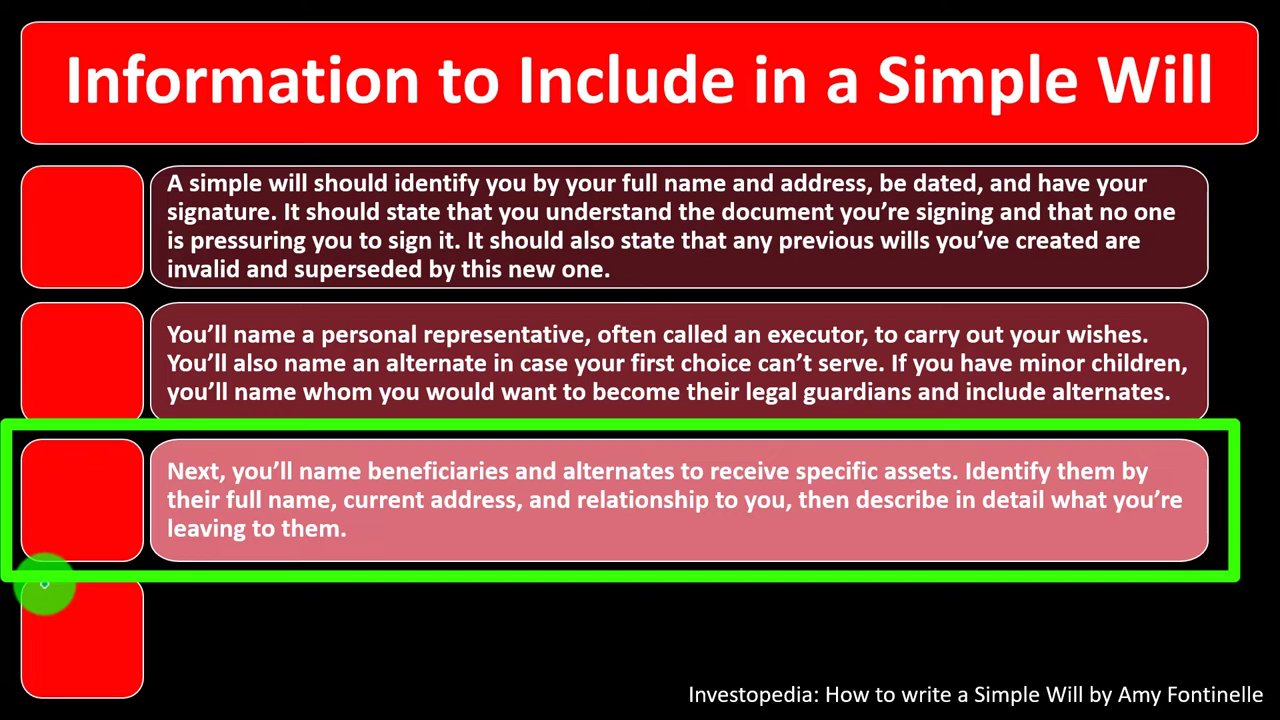 Information to Include in a Simple Will
A simple will should identify you by your full name and address, be dated, and have your
signature. It should state that you understand the document you’re signing and that no one
is pressuring you to sign it. It should also state that any previous wills you’ve created are
invalid and superseded by this new one.
You’ll name a personal representative, often called an executor, to carry out your wishes.
You’ll also name an alternate in case your first choice can’t serve. If you have minor children,
you’ll name whom you would want to become their legal guardians and include alternates.
Next, you’ll name beneficiaries and alternates to receive specific assets. Identify them by
their full name, current address, and relationship to you, then describe in detail what you’re
leaving to them.
Investopedia: How to write a Simple Will by Amy Fontinelle